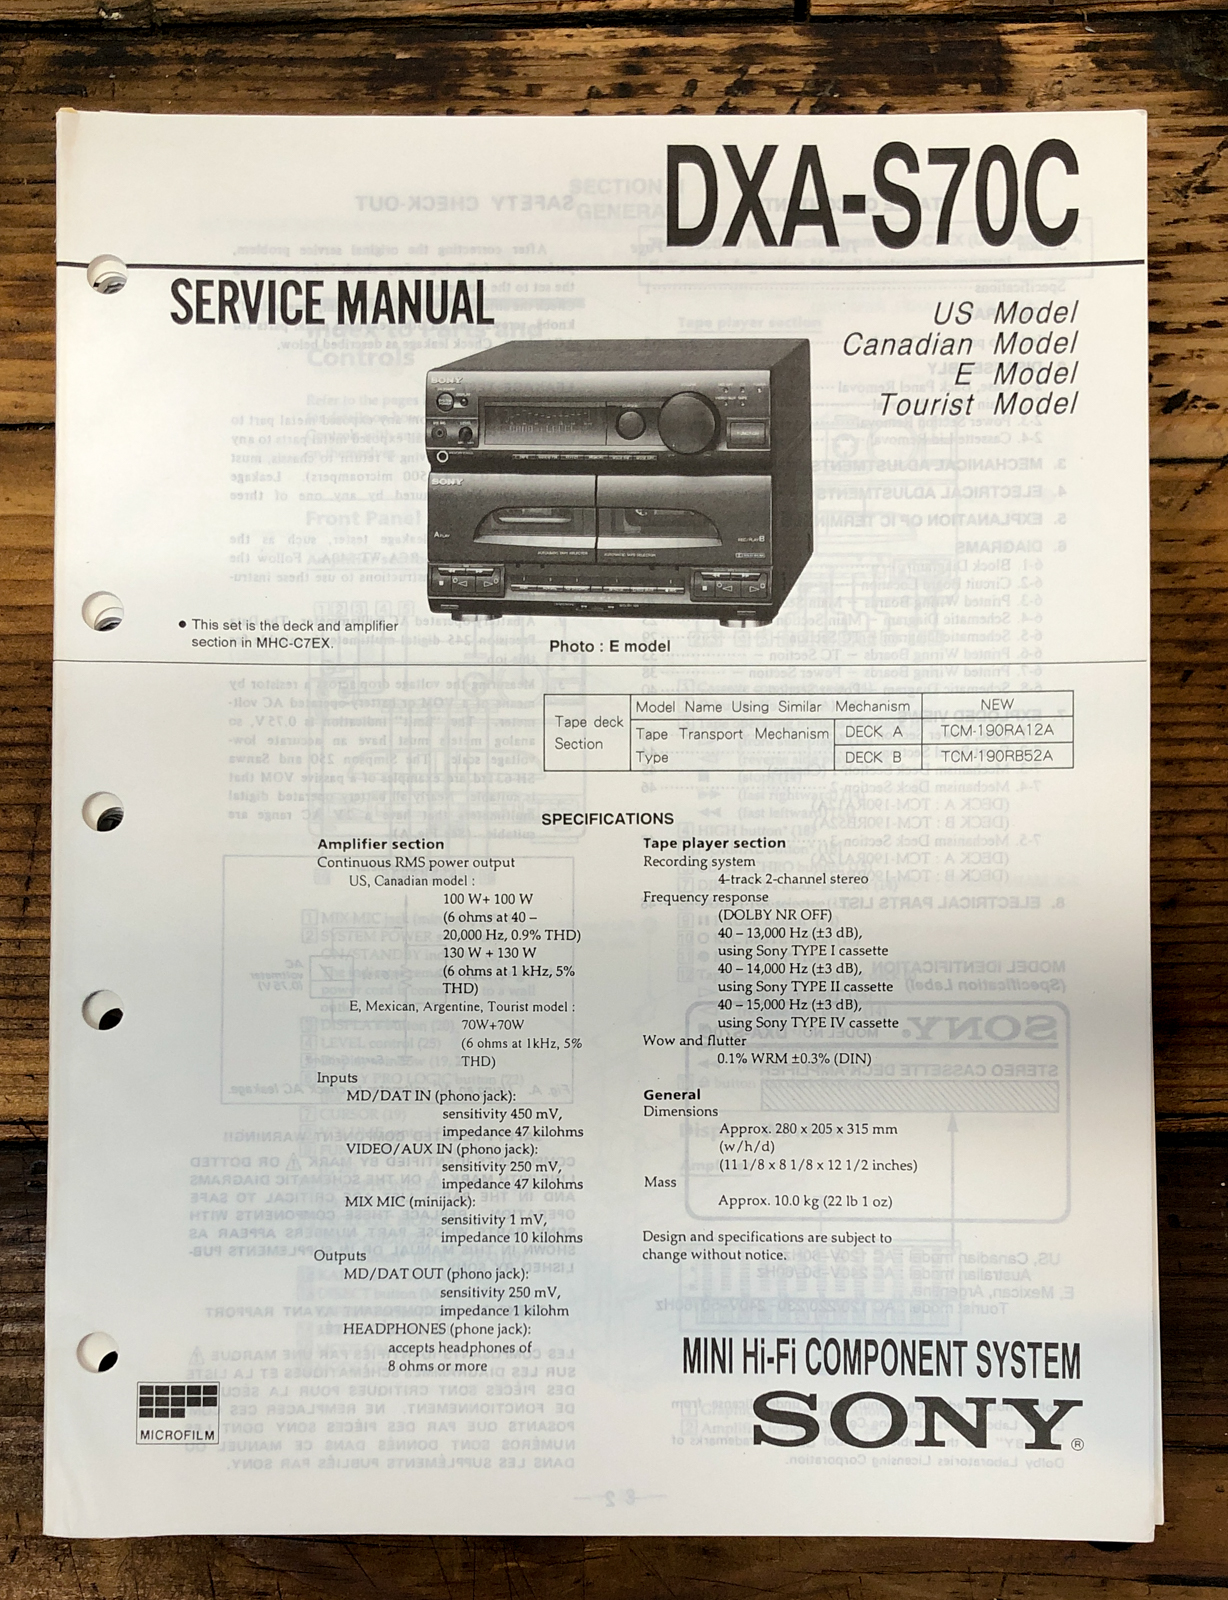 DXA-S70C
SERVICE MANUAL
US Model
Canadian Model
E Model
Tourist Model
SONY
SONY
● This set is the deck and amplifier
section in MHC-C7EX.
Photo : E model
Tape deck
Section
Model Name Using Similar Mechanism
NEW
Tape Transport Mechanism
Type
DECK A
TCM-190RA12A
DECK B
TCM-190RB52A
SPECIFICATIONS
Amplifier section
Continuous RMS power output
US, Canadian model :
100 W+ 100 W
(6 ohms at 40 –
20,000 Hz, 0.9% THD)
130 W + 130 W
(6 ohms at 1 kHz, 5%
THD)
E, Mexican, Argentine, Tourist model :
70W+70W
(6 ohms at 1kHz, 5%
THD)
Inputs
MD/DAT IN (phono jack):
sensitivity 450 mV,
impedance 47 kilohms
VIDEO/AUX IN (phono jack):
sensitivity 250 mV,
impedance 47 kilohms
MIX MIC (minijack):
sensitivity 1 mV,
impedance 10 kilohms
Outputs
MD/DAT OUT (phono jack):
sensitivity 250 mV,
impedance 1 kilohm
HEADPHONES (phone jack):
accepts headphones of
8 ohms or more
Tape player section
Recording system
4-track 2-channel stereo
Frequency response
(DOLBY NR OFF)
40 – 13,000 Hz (±3 dB),
using Sony TYPE I cassette
40 – 14,000 Hz (±3 dB),
using Sony TYPE II cassette
40 – 15,000 Hz (±3 dB),
using Sony TYPE IV cassette
Wow and flutter
0.1% WRM ±0.3% (DIN)
General
Dimensions
Approx. 280 x 205 x 315 mm
(w/h/d)
(11 1/8 x 8 1/8 x 12 1/2 inches)
Mass
Approx. 10.0 kg (22 lb 1 oz)
Design and specifications are subject to
change without notice.
MICROFILM
MINI Hi-Fi COMPONENT SYSTEM
SONY®